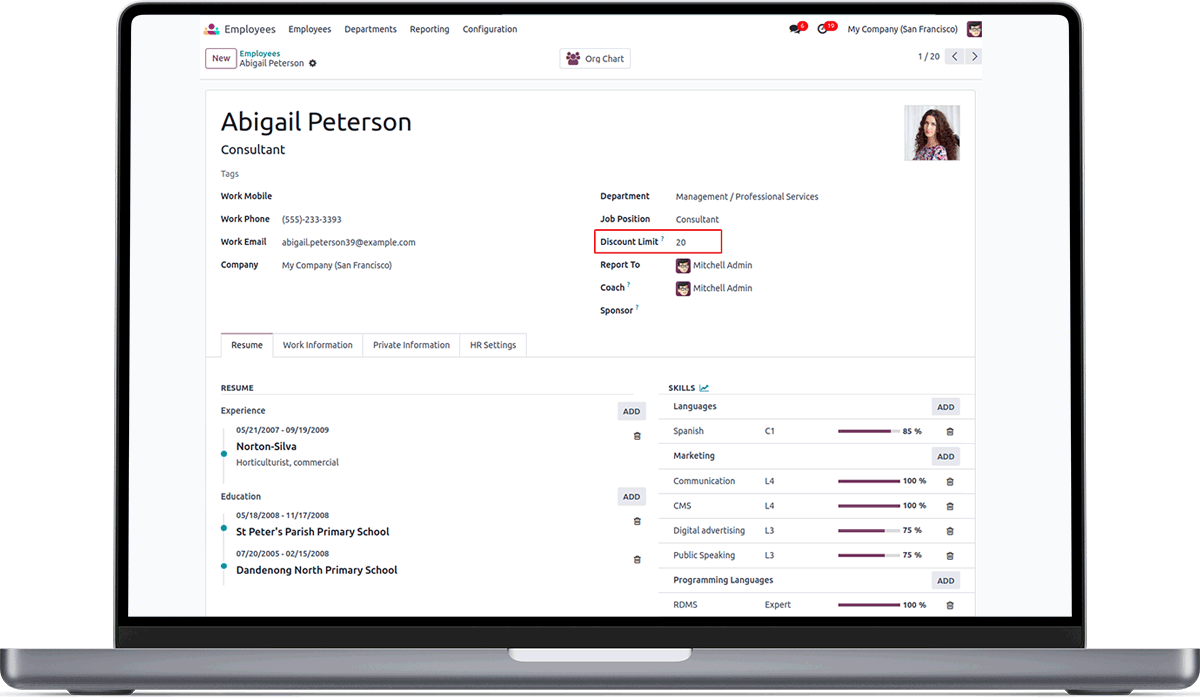 Employees Employees Departments Reporting Configuration 6 19 My Company (San Francisco)
New Employees
Abigail Peterson
Org Chart
1 / 20
Abigail Peterson
Consultant
Tags
Work Mobile
Work Phone (555)-233-3393
Work Email abigail.peterson39@example.com
Company My Company (San Francisco)
Department Management / Professional Services
Job Position Consultant
Discount Limit ? 20
Report To Mitchell Admin
Coach ? Mitchell Admin
Sponsor ?
Resume Work Information Private Information HR Settings
RESUME
Experience ADD
05/21/2007 - 09/19/2009
Norton-Silva
Horticulturist, commercial
Education ADD
05/18/2008 - 11/17/2008
St Peter's Parish Primary School
07/20/2005 - 02/15/2008
Dandenong North Primary School
SKILLS
Languages ADD
Spanish C1 85 %
Marketing ADD
Communication L4 100 %
CMS L4 100 %
Digital advertising L3 75 %
Public Speaking L3 75 %
Programming Languages ADD
RDMS Expert 100 %